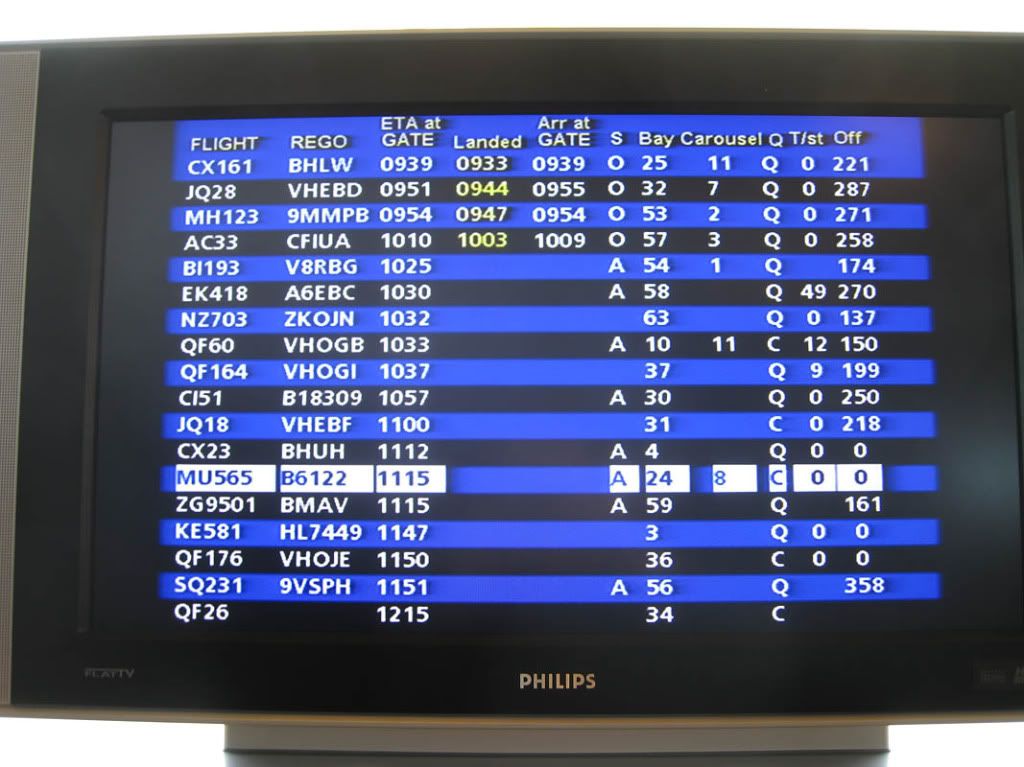 ETA at Arr at
FLIGHT REGO GATE Landed GATE S Bay Carousel Q T/st Off
CX161 BHLW 0939 0933 0939 O 25 11 Q 0 221
JQ28 VHEBD 0951 0944 0955 O 32 7 Q 0 287
MH123 9MMPB 0954 0947 0954 O 53 2 Q 0 271
AC33 CFIUA 1010 1003 1009 O 57 3 Q 0 258
BI193 V8RBG 1025 A 54 1 Q 174
EK418 A6EBC 1030 A 58 Q 49 270
NZ703 ZKOJN 1032 63 Q 0 137
QF60 VHOGB 1033 A 10 11 C 12 150
QF164 VHOGI 1037 37 Q 9 199
CI51 B18309 1057 A 30 Q 0 250
JQ18 VHEBF 1100 31 C 0 218
CX23 BHUH 1112 A 4 Q 0 0
MU565 B6122 1115 A 24 8 C 0 0
ZG9501 BMAV 1115 A 59 Q 161
KE581 HL7449 1147 3 Q 0 0
QF176 VHOJE 1150 36 C 0 0
SQ231 9VSPH 1151 A 56 Q 358
QF26 1215 34 C
FLATTV PHILIPS